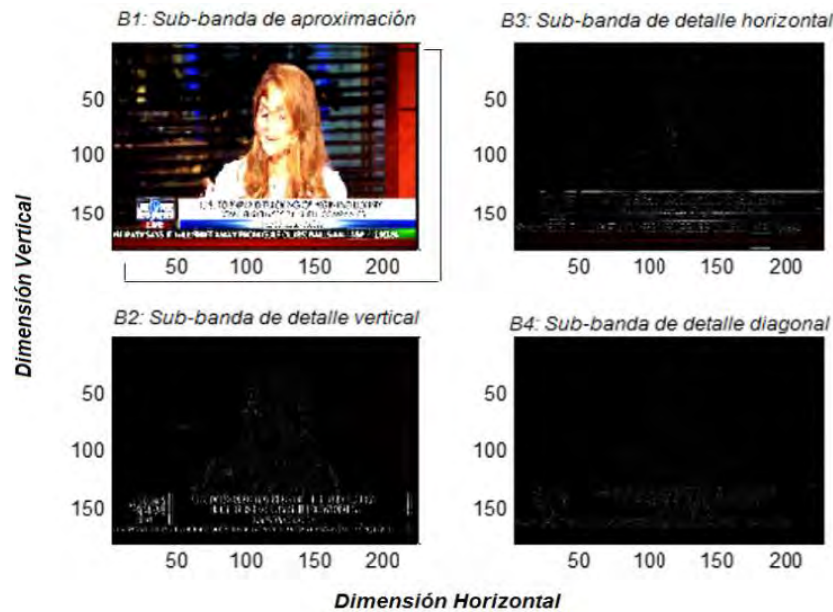 B1: Sub-banda de aproximación
B3: Sub-banda de detalle horizontal
50
100
150
50 100 150 200
50
100
150
50 100 150 200
B2: Sub-banda de detalle vertical
B4: Sub-banda de detalle diagonal
50
100
150
50 100 150 200
50
100
150
50 100 150 200
Dimensión Vertical
Dimensión Horizontal